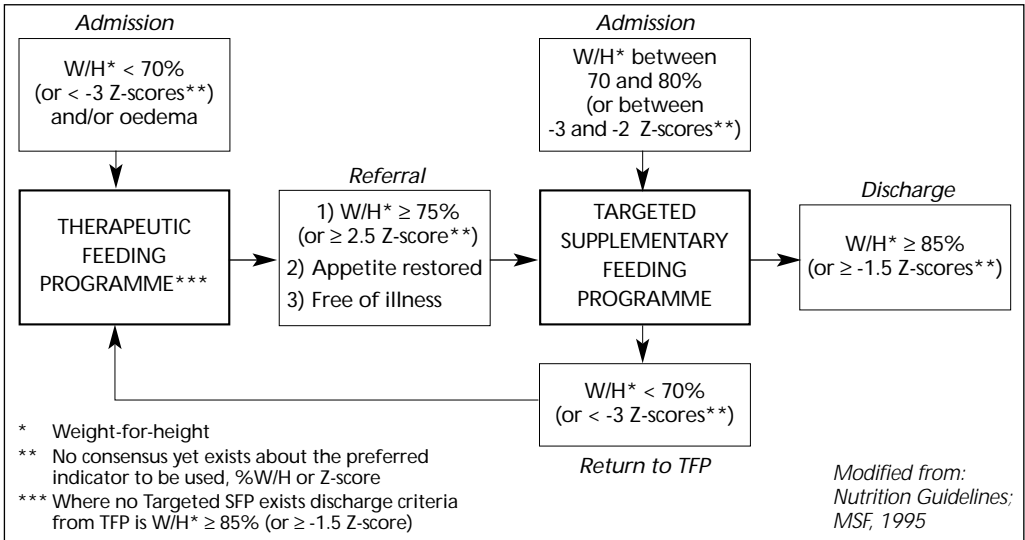 Admission
W/H* < 70%
(or < -3 Z-scores**)
and/or oedema
Admission
W/H* between
70 and 80%
(or between
-3 and -2 Z-scores**)
THERAPEUTIC
FEEDING
PROGRAMME***
Referral
1) W/H* ≥ 75%
(or ≥ 2.5 Z-score**)
2) Appetite restored
3) Free of illness
TARGETED
SUPPLEMENTARY
FEEDING
PROGRAMME
Discharge
W/H* ≥ 85%
(or ≥ -1.5 Z-scores**)
W/H* < 70%
(or < -3 Z-scores**)
Return to TFP
* Weight-for-height
** No consensus yet exists about the preferred
indicator to be used, %W/H or Z-score
*** Where no Targeted SFP exists discharge criteria
from TFP is W/H* ≥ 85% (or ≥ -1.5 Z-score)
Modified from:
Nutrition Guidelines;
MSF, 1995